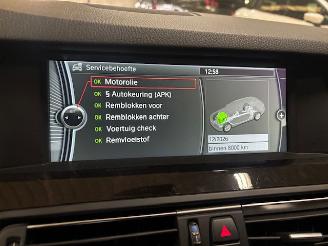 Servicebehoefte
12:58
OK Motorolie
OK § Autokeuring (APK)
OK Remblokken voor
OK Remblokken achter
OK Voertuig check
OK Remvloeistof
12/2026
binnen 8000 km